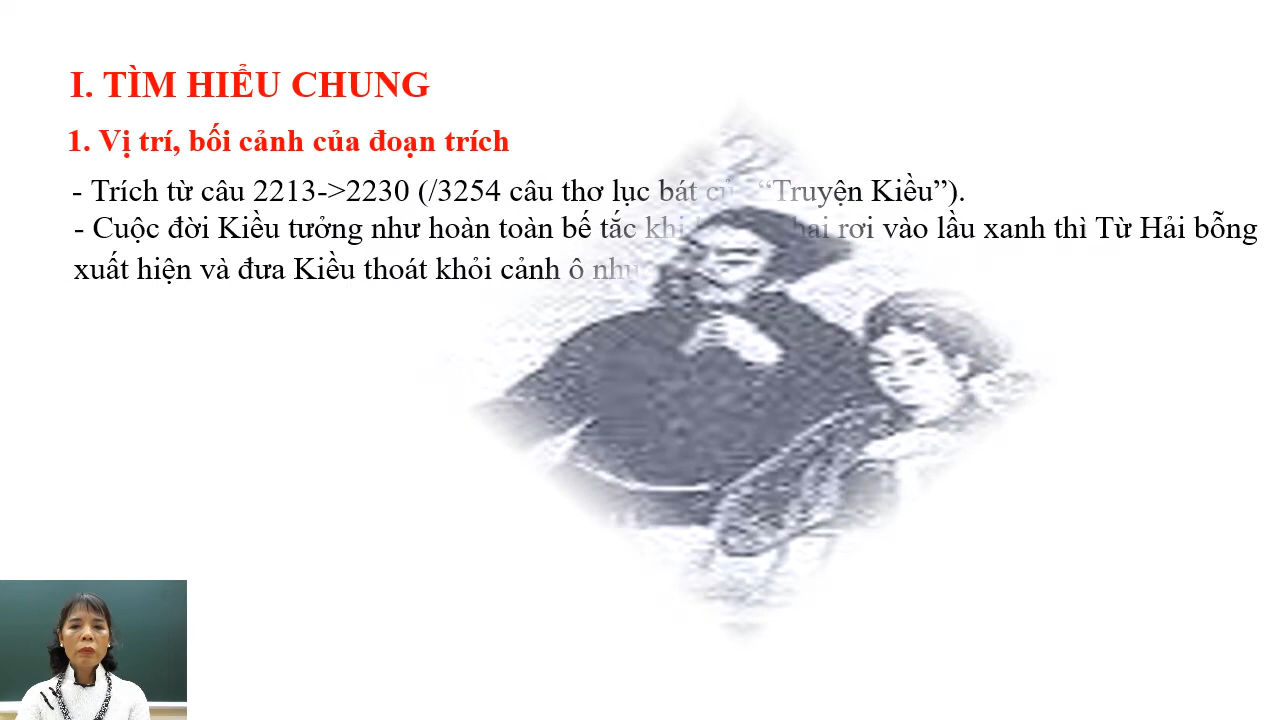 I. TÌM HIỂU CHUNG
1. Vị trí, bối cảnh của đoạn trích
- Trích từ câu 2213->2230 (/3254 câu thơ lục bát của “Truyện Kiều”).
- Cuộc đời Kiều tưởng như hoàn toàn bế tắc khi hai rơi vào lầu xanh thì Từ Hải bỗng
xuất hiện và đưa Kiều thoát khỏi cảnh ô